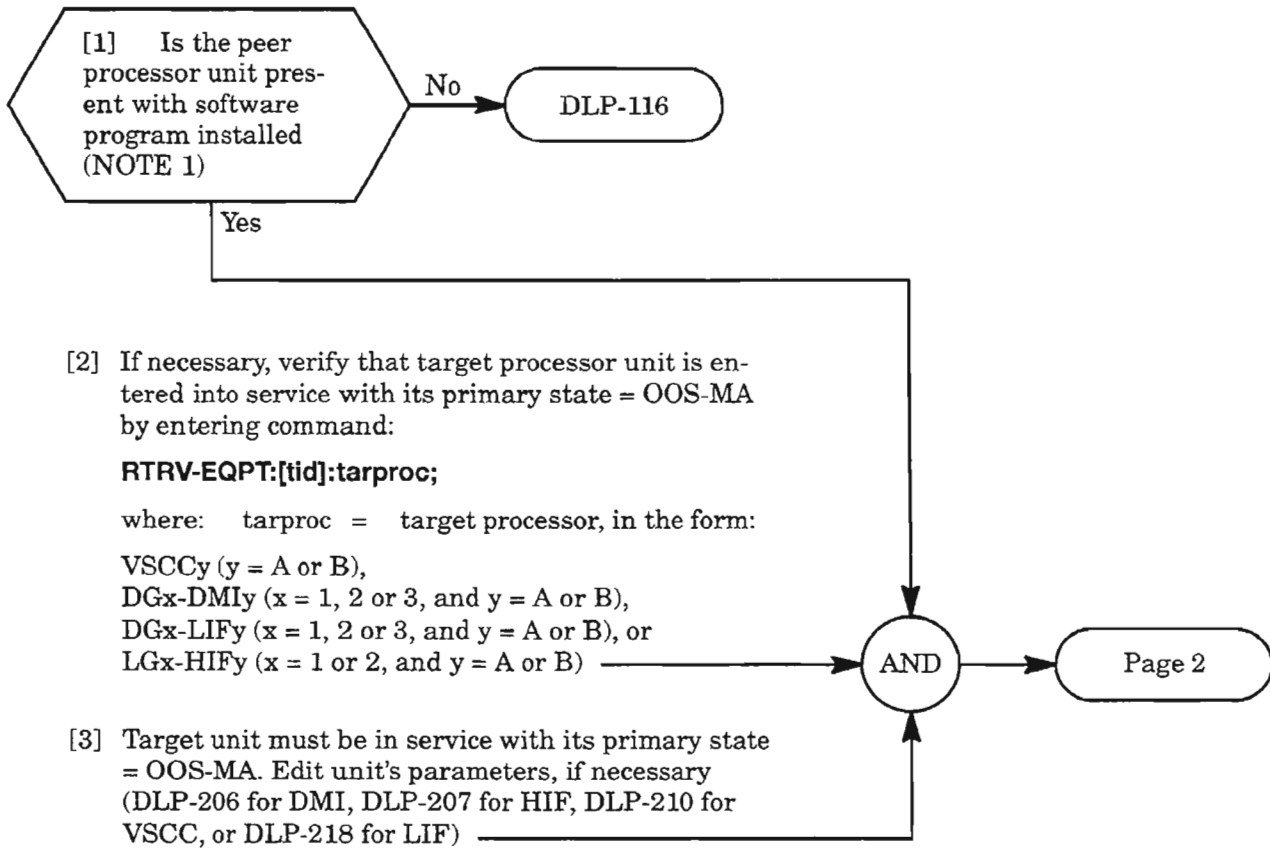 [1] Is the peer
processor unit pres-
ent with software
program installed
(NOTE 1)
No
DLP-116
Yes
[2] If necessary, verify that target processor unit is en-
tered into service with its primary state = OOS-MA
by entering command:
RTRV-EQPT:[tid]:tarproc;
where: tarproc = target processor, in the form:
VSCCy (y = A or B),
DGx-DMIy (x = 1, 2 or 3, and y = A or B),
DGx-LIFy (x = 1, 2 or 3, and y = A or B), or
LGx-HIFy (x = 1 or 2, and y = A or B)
AND
Page 2
[3] Target unit must be in service with its primary state
= OOS-MA. Edit unit's parameters, if necessary
(DLP-206 for DMI, DLP-207 for HIF, DLP-210 for
VSCC, or DLP-218 for LIF)